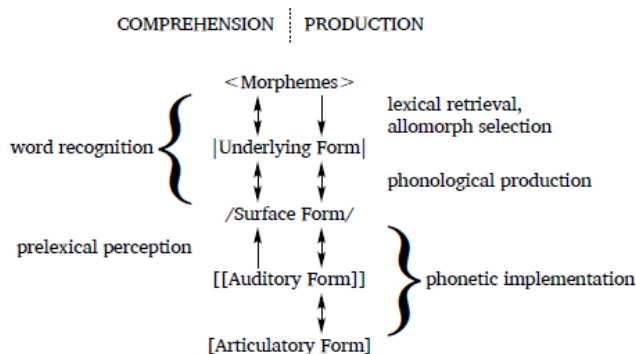 COMPREHENSION PRODUCTION
<Morphemes>
lexical retrieval,
allomorph selection
word recognition
|Underlying Form|
phonological production
/Surface Form/
prelexical perception
[[Auditory Form]]
phonetic implementation
[Articulatory Form]